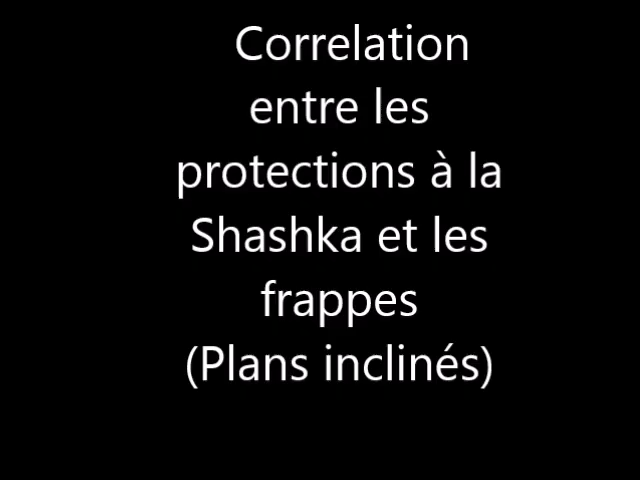 Correlation
entre les
protections à la
Shashka et les
frappes
(Plans inclinés)